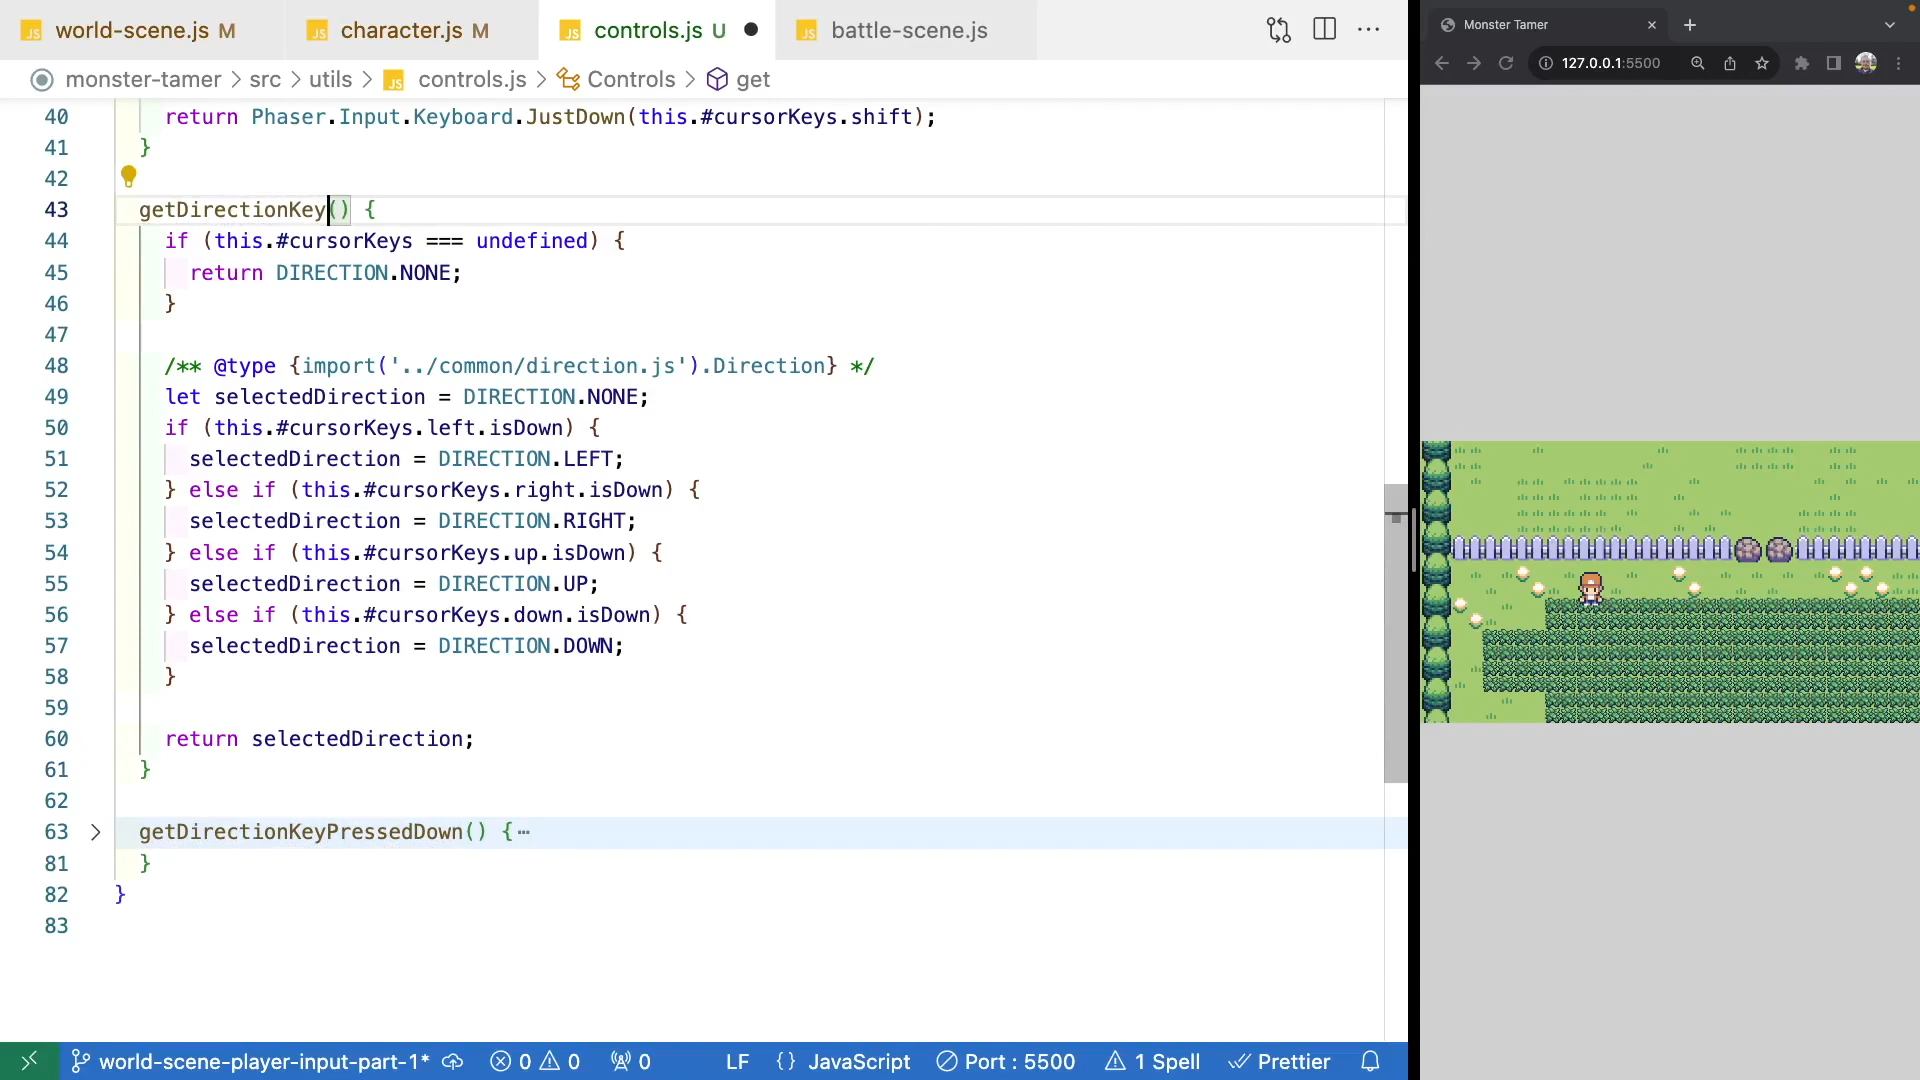 JS world-scene.js M JS character.js M JS controls.js U JS battle-scene.js
monster-tamer > src > utils > JS controls.js > Controls > get
40 return Phaser.Input.Keyboard.JustDown(this.#cursorKeys.shift);
41 }
42
43 getDirectionKey() {
44 if (this.#cursorKeys === undefined) {
45 return DIRECTION.NONE;
46 }
47
48 /** @type {import('../common/direction.js').Direction} */
49 let selectedDirection = DIRECTION.NONE;
50 if (this.#cursorKeys.left.isDown) {
51 selectedDirection = DIRECTION.LEFT;
52 } else if (this.#cursorKeys.right.isDown) {
53 selectedDirection = DIRECTION.RIGHT;
54 } else if (this.#cursorKeys.up.isDown) {
55 selectedDirection = DIRECTION.UP;
56 } else if (this.#cursorKeys.down.isDown) {
57 selectedDirection = DIRECTION.DOWN;
58 }
59
60 return selectedDirection;
61 }
62
63 getDirectionKeyPressedDown() {⋯
81 }
82 }
83
world-scene-player-input-part-1* 0 0 0 LF {} JavaScript Port : 5500 1 Spell Prettier
Monster Tamer
127.0.0.1:5500